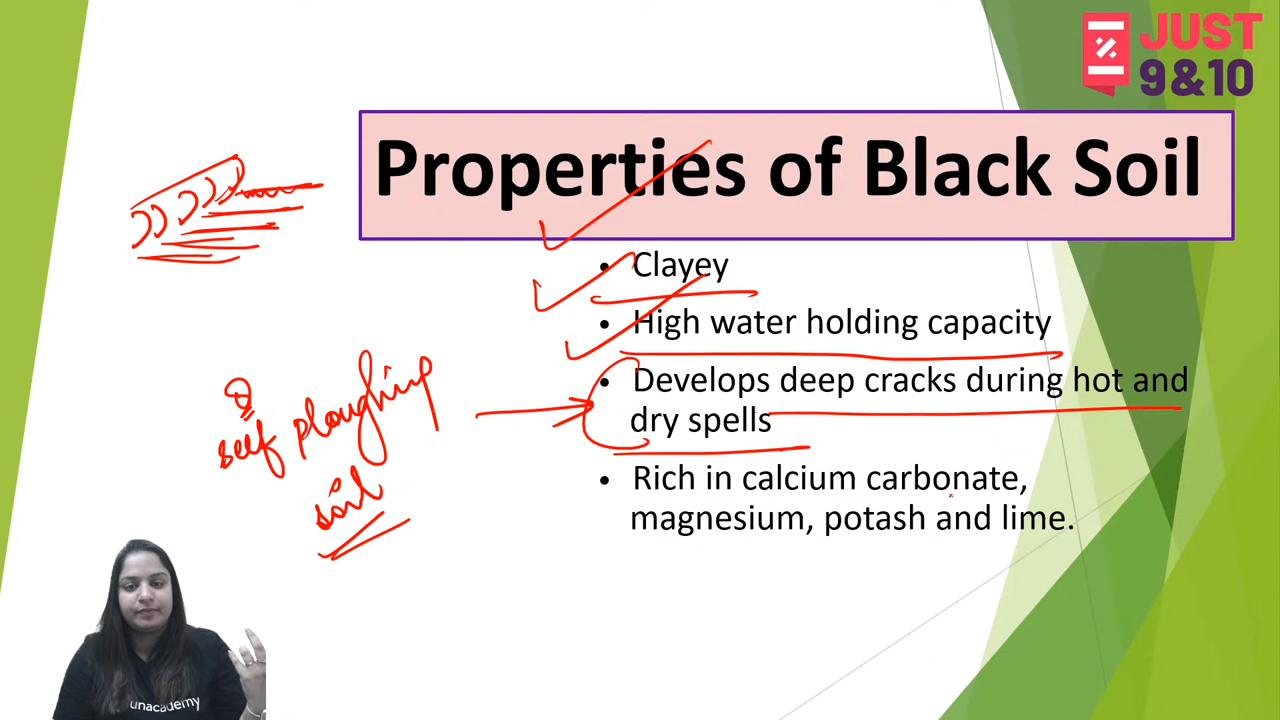 JUST
9&10
Properties of Black Soil
• Clayey
• High water holding capacity
• Develops deep cracks during hot and
dry spells
• Rich in calcium carbonate,
magnesium, potash and lime.
self ploughing
soil
unacademy